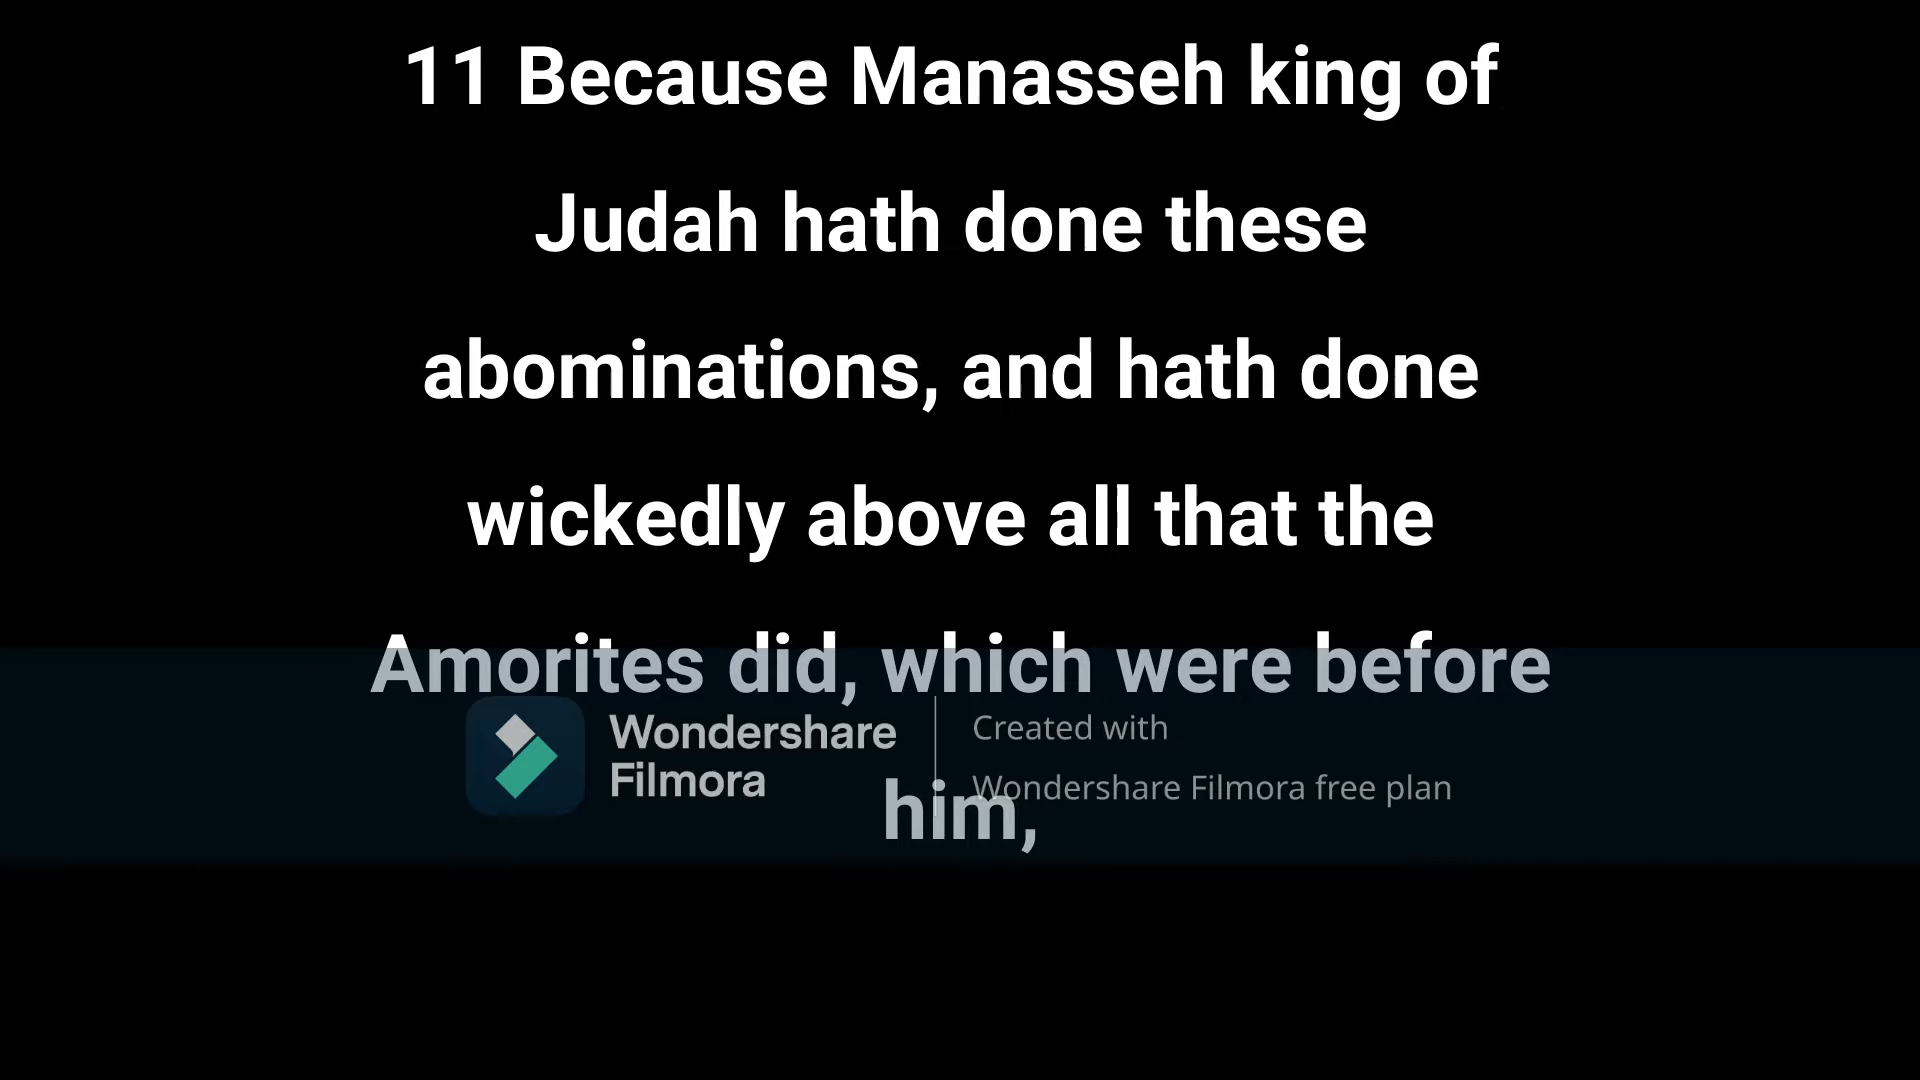 11 Because Manasseh king of
Judah hath done these
abominations, and hath done
wickedly above all that the
Amorites did, which were before
him,
Wondershare
Filmora
Created with
Wondershare Filmora free plan